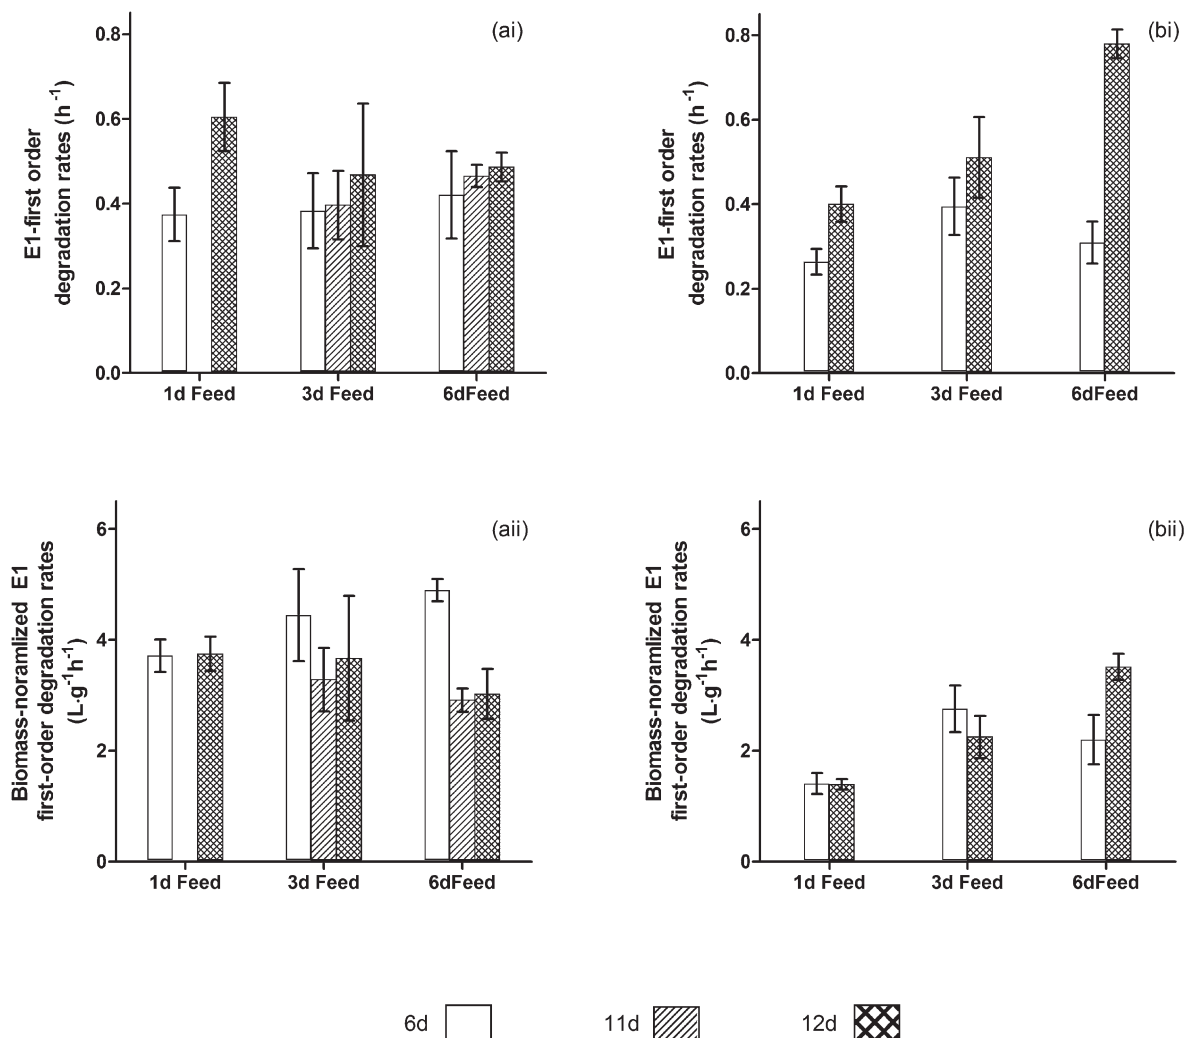 (ai)
E1-first order
degradation rates (h⁻¹)
0.8
0.6
0.4
0.2
0.0
1d Feed 3d Feed 6dFeed
(bi)
E1-first order
degradation rates (h⁻¹)
0.8
0.6
0.4
0.2
0.0
1d Feed 3d Feed 6dFeed
(aii)
Biomass-noramlized E1
first-order degradation rates
(L·g⁻¹h⁻¹)
6
4
2
0
1d Feed 3d Feed 6dFeed
(bii)
Biomass-noramlized E1
first-order degradation rates
(L·g⁻¹h⁻¹)
6
4
2
0
1d Feed 3d Feed 6dFeed
6d 11d 12d